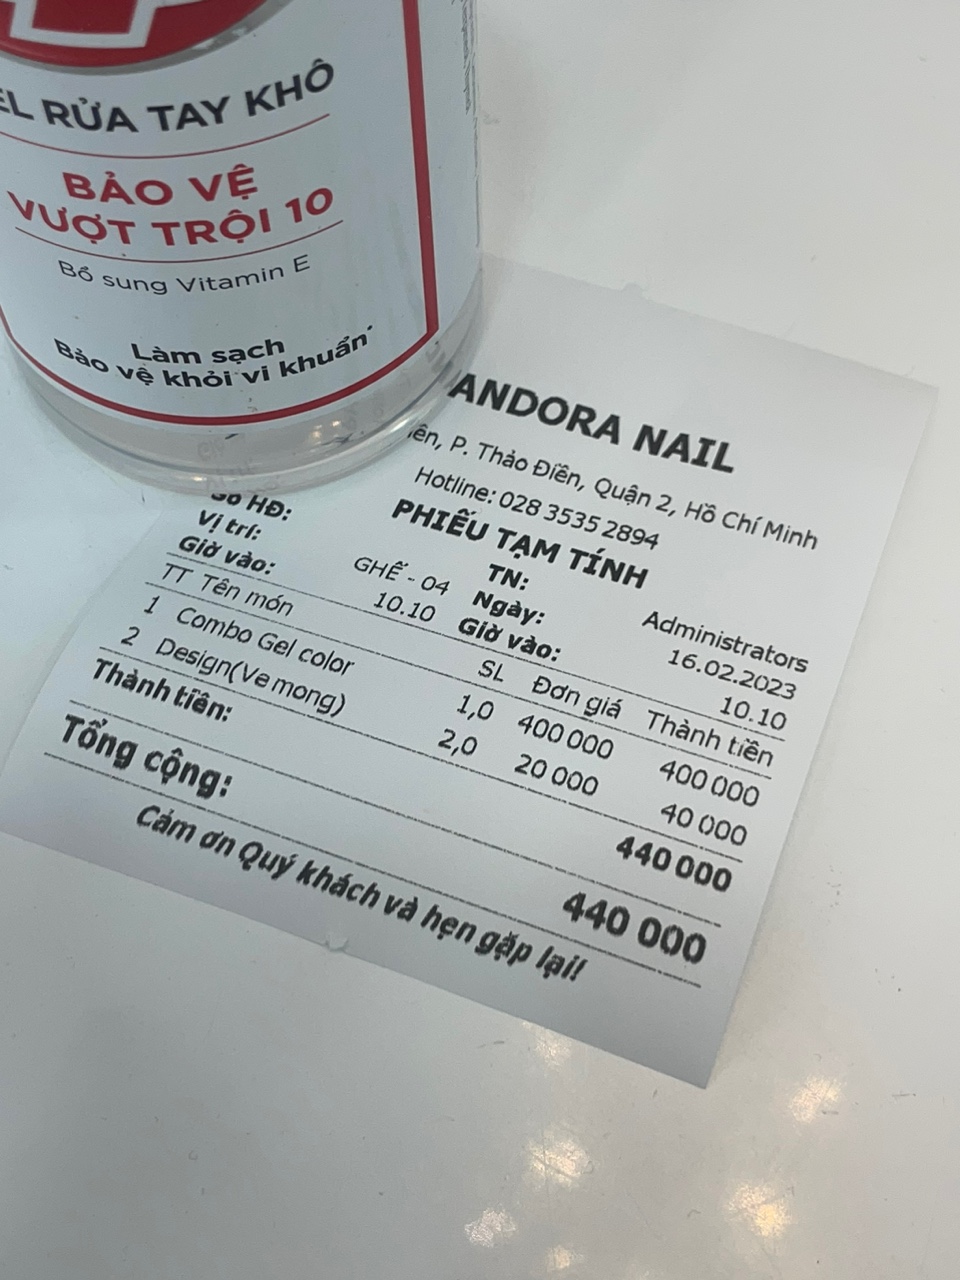 RỬA TAY KHÔ
BẢO VỆ
VƯỢT TRỘI 10
Bổ sung Vitamin E
Làm sạch
Bảo vệ khỏi vi khuẩn*
ANDORA NAIL
P. Thảo Điền, Quận 2, Hồ Chí Minh
Hotline: 028 3535 2894
PHIẾU TẠM TÍNH
Số HĐ: TN: Administrators
Vị trí: GHẾ - 04 Ngày: 16.02.2023
Giờ vào: 10.10 Giờ vào: 10.10
TT Tên món SL Đơn giá Thành tiền
1 Combo Gel color 1,0 400 000 400 000
2 Design(Ve mong) 2,0 20 000 40 000
Thành tiền: 440 000
Tổng cộng: 440 000
Cảm ơn Quý khách và hẹn gặp lại!